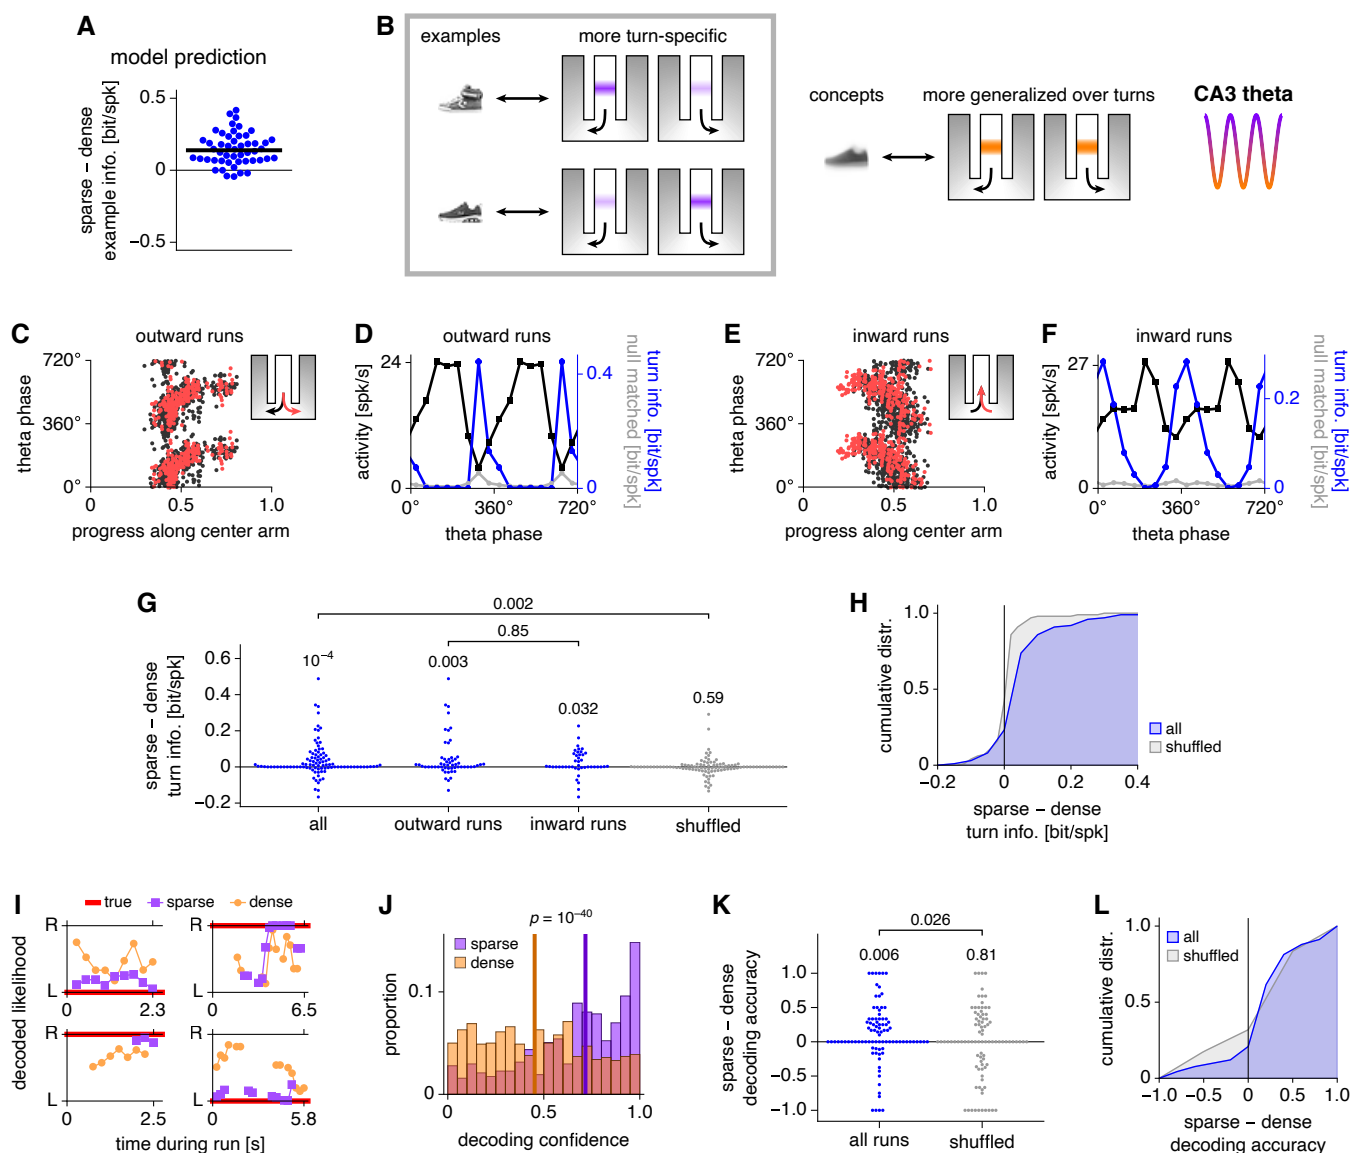 A
model prediction
sparse – dense
example info. [bit/spk]
0.5
0
−0.5
B
examples
more turn-specific
concepts
more generalized over turns
CA3 theta
C
outward runs
theta phase
720°
360°
0°
0
0.5
1.0
progress along center arm
D
outward runs
activity [spk/s]
24
0
0.4
0
turn info. [bit/spk]
null matched [bit/spk]
0°
360°
720°
theta phase
E
inward runs
theta phase
720°
360°
0°
0
0.5
1.0
progress along center arm
F
inward runs
activity [spk/s]
27
0
0.2
0
turn info. [bit/spk]
null matched [bit/spk]
0°
360°
720°
theta phase
G
0.002
0.85
10⁻⁴
0.003
0.032
0.59
sparse – dense
turn info. [bit/spk]
0.6
0.4
0.2
0
−0.2
all
outward runs
inward runs
shuffled
H
cumulative distr.
1.0
0.5
0
−0.2
0
0.2
0.4
sparse – dense
turn info. [bit/spk]
all
shuffled
I
true
sparse
dense
decoded likelihood
R
L
0
2.3
R
L
0
6.5
R
L
0
2.5
R
L
0
5.8
time during run [s]
J
p = 10⁻⁴⁰
sparse
dense
proportion
0.1
0
0
0.5
1.0
decoding confidence
K
0.026
0.006
0.81
sparse – dense
decoding accuracy
1.0
0.5
0
−0.5
−1.0
all runs
shuffled
L
cumulative distr.
1.0
0.5
0
all
shuffled
−1.0
−0.5
0
0.5
1.0
sparse – dense
decoding accuracy